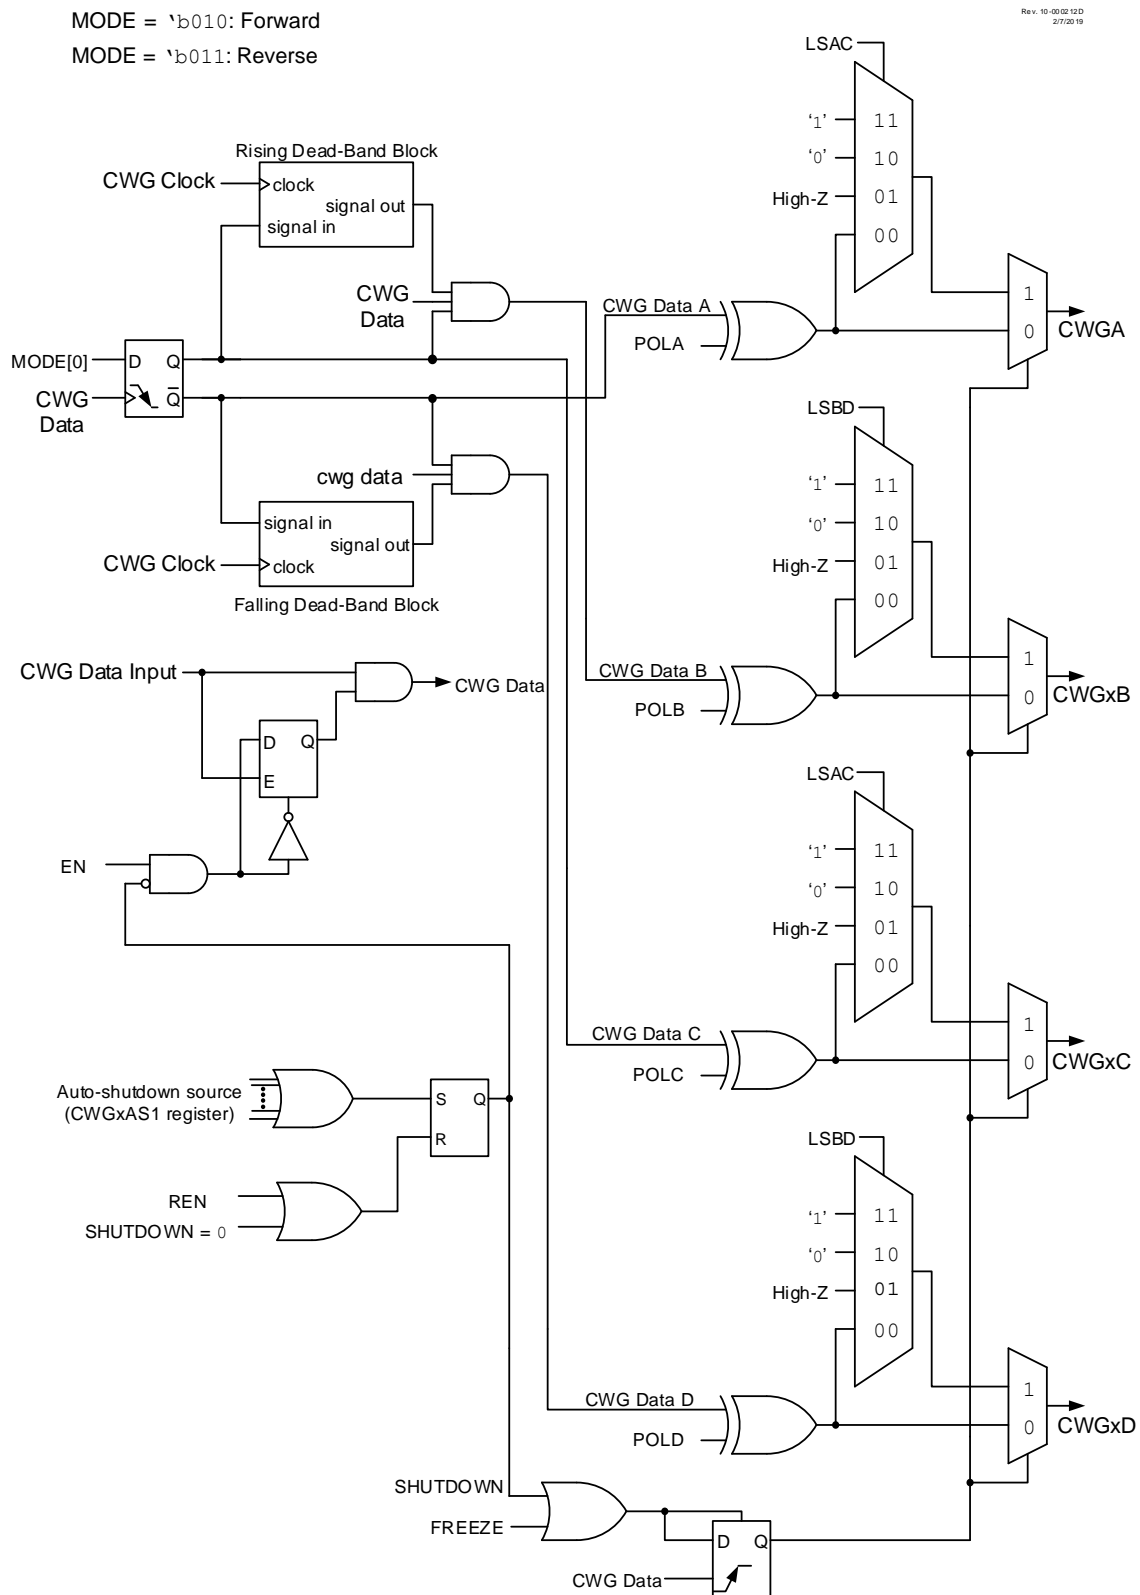 MODE = ‘b010: Forward
MODE = ‘b011: Reverse
Rev. 10-000212D
2/7/2019
Rising Dead-Band Block
CWG Clock
clock
signal out
signal in
CWG
Data
MODE[0]
D
Q
CWG
Data
Q
cwg data
signal in
signal out
CWG Clock
clock
Falling Dead-Band Block
CWG Data Input
CWG Data
D
Q
E
EN
Auto-shutdown source
(CWGxAS1 register)
S
Q
R
REN
SHUTDOWN = 0
SHUTDOWN
FREEZE
D
Q
CWG Data
LSAC
‘1’
11
‘0’
10
High-Z
01
00
CWG Data A
POLA
1
0
CWGA
LSBD
‘1’
11
‘0’
10
High-Z
01
00
CWG Data B
POLB
1
0
CWGxB
LSAC
‘1’
11
‘0’
10
High-Z
01
00
CWG Data C
POLC
1
0
CWGxC
LSBD
‘1’
11
‘0’
10
High-Z
01
00
CWG Data D
POLD
1
0
CWGxD